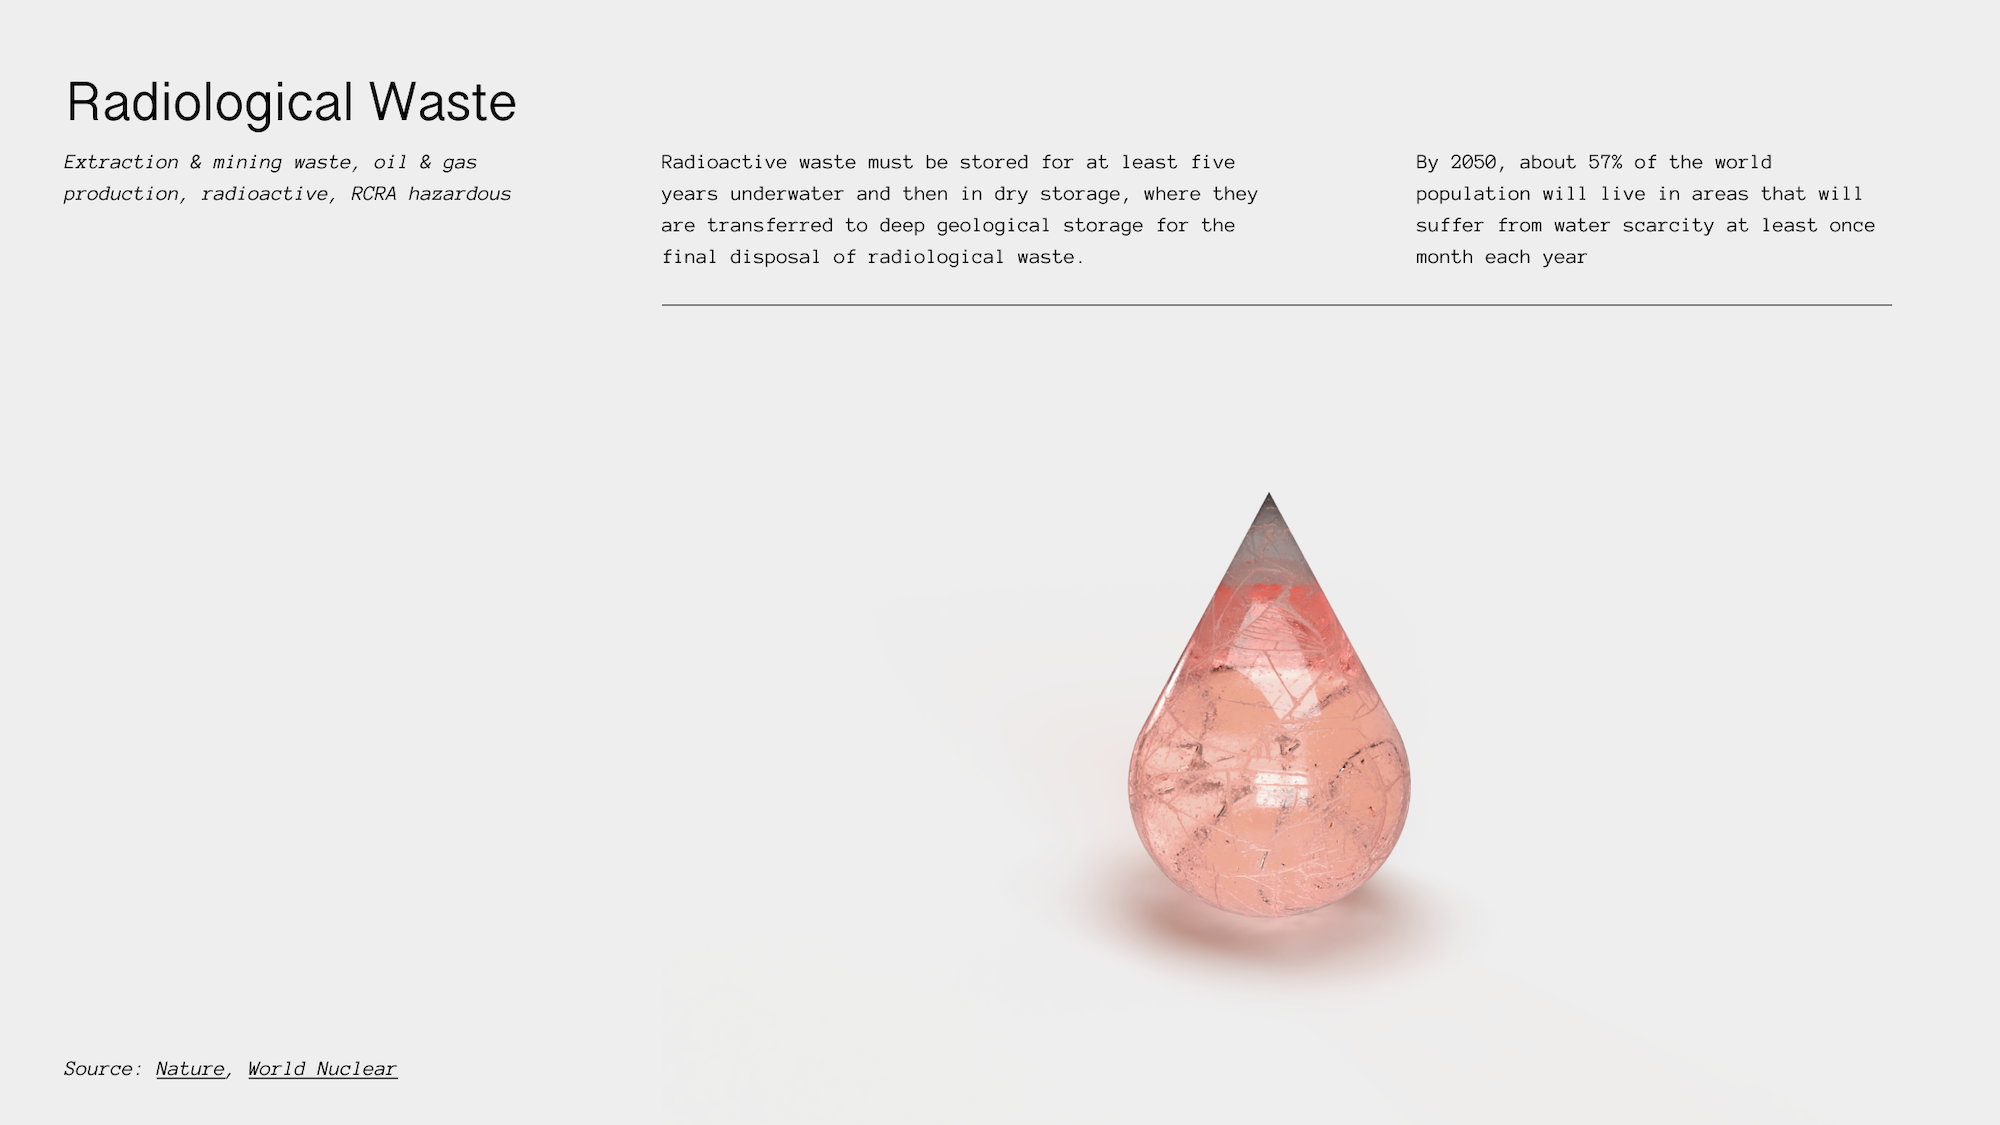 Radiological Waste
Extraction & mining waste, oil & gas
production, radioactive, RCRA hazardous
Radioactive waste must be stored for at least five
years underwater and then in dry storage, where they
are transferred to deep geological storage for the
final disposal of radiological waste.
By 2050, about 57% of the world
population will live in areas that will
suffer from water scarcity at least once
month each year
Source: Nature, World Nuclear